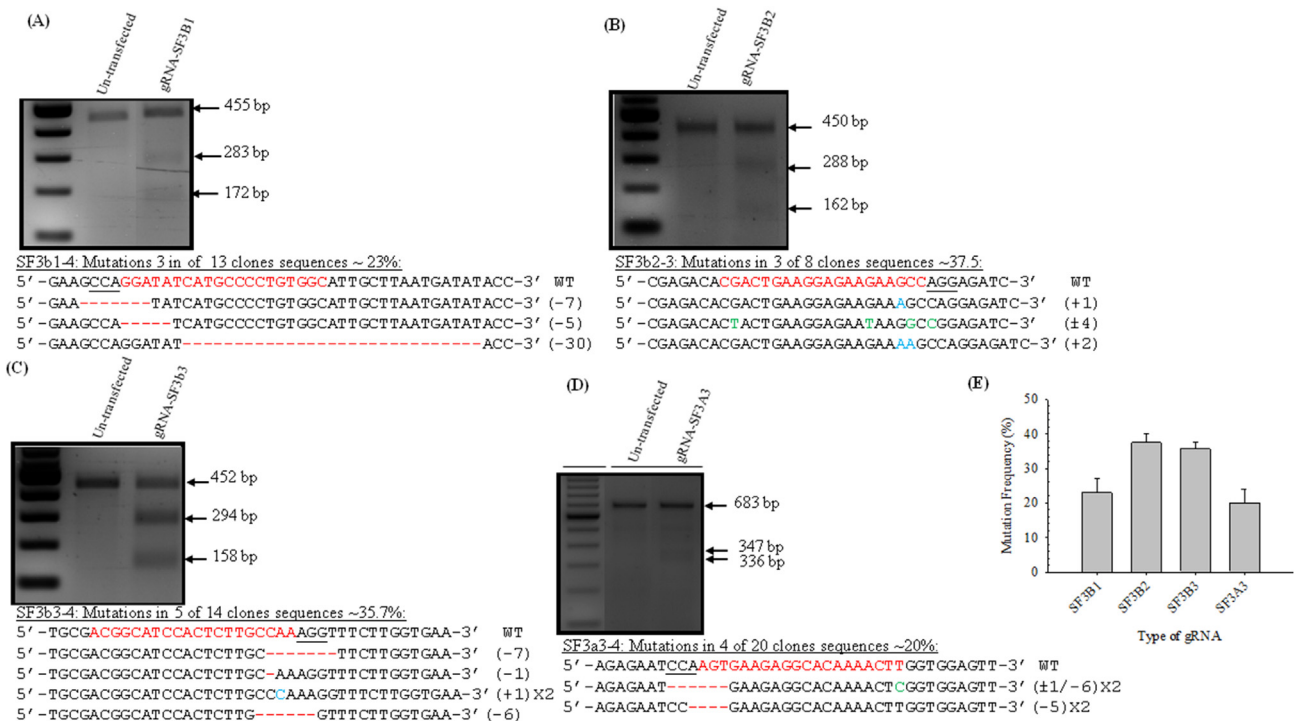 (A)
Un-transfected
gRNA-SF3B1
455 bp
283 bp
172 bp
SF3b1-4: Mutations 3 in of 13 clones sequences ~ 23%:
5′-GAAGCCAGGATATCATGCCCCTGTGGCATTGCTTAATGATATACC-3′ WT
5′-GAA-------TATCATGCCCCTGTGGCATTGCTTAATGATATACC-3′(-7)
5′-GAAGCCA-----TCATGCCCCTGTGGCATTGCTTAATGATATACC-3′(-5)
5′-GAAGCCAGGATAT-----------------------------ACC-3′(-30)
(B)
Un-transfected
gRNA-SF3B2
450 bp
288 bp
162 bp
SF3b2-3: Mutations in 3 of 8 clones sequences ~37.5:
5′-CGAGACACGACTGAAGGAGAAGAAGCCAGGAGATC-3′ WT
5′-CGAGACACGACTGAAGGAGAAGAAAGCCAGGAGATC-3′(+1)
5′-CGAGACACTACTGAAGGAGAATAAGGCCGGAGATC-3′ (±4)
5′-CGAGACACGACTGAAGGAGAAGAAAAGCCAGGAGATC-3′(+2)
(C)
Un-transfected
gRNA-SF3b3
452 bp
294 bp
158 bp
SF3b3-4: Mutations in 5 of 14 clones sequences ~35.7%:
5′-TGCGACGGCATCCACTCTTGCCAAAGGTTTCTTGGTGAA-3′ WT
5′-TGCGACGGCATCCACTCTTGC-------TTCTTGGTGAA-3′ (-7)
5′-TGCGACGGCATCCACTCTTGC-AAAGGTTTCTTGGTGAA-3′ (-1)
5′-TGCGACGGCATCCACTCTTGCCCAAAGGTTTCTTGGTGAA-3′(+1)X2
5′-TGCGACGGCATCCACTCTTG------GTTTCTTGGTGAA-3′(-6)
(D)
Un-transfected
gRNA-SF3A3
683 bp
347 bp
336 bp
SF3a3-4: Mutations in 4 of 20 clones sequences ~20%:
5′-AGAGAATCCAAGTGAAGAGGCACAAAACTTGGTGGAGTT-3′ WT
5′-AGAGAAT------GAAGAGGCACAAAACTCGGTGGAGTT-3′(±1/-6)X2
5′-AGAGAATCC----GAAGAGGCACAAAACTTGGTGGAGTT-3′(-5)X2
(E)
Mutation Frequency (%)
50
40
30
20
10
0
SF3B1
SF3B2
SF3B3
SF3A3
Type of gRNA